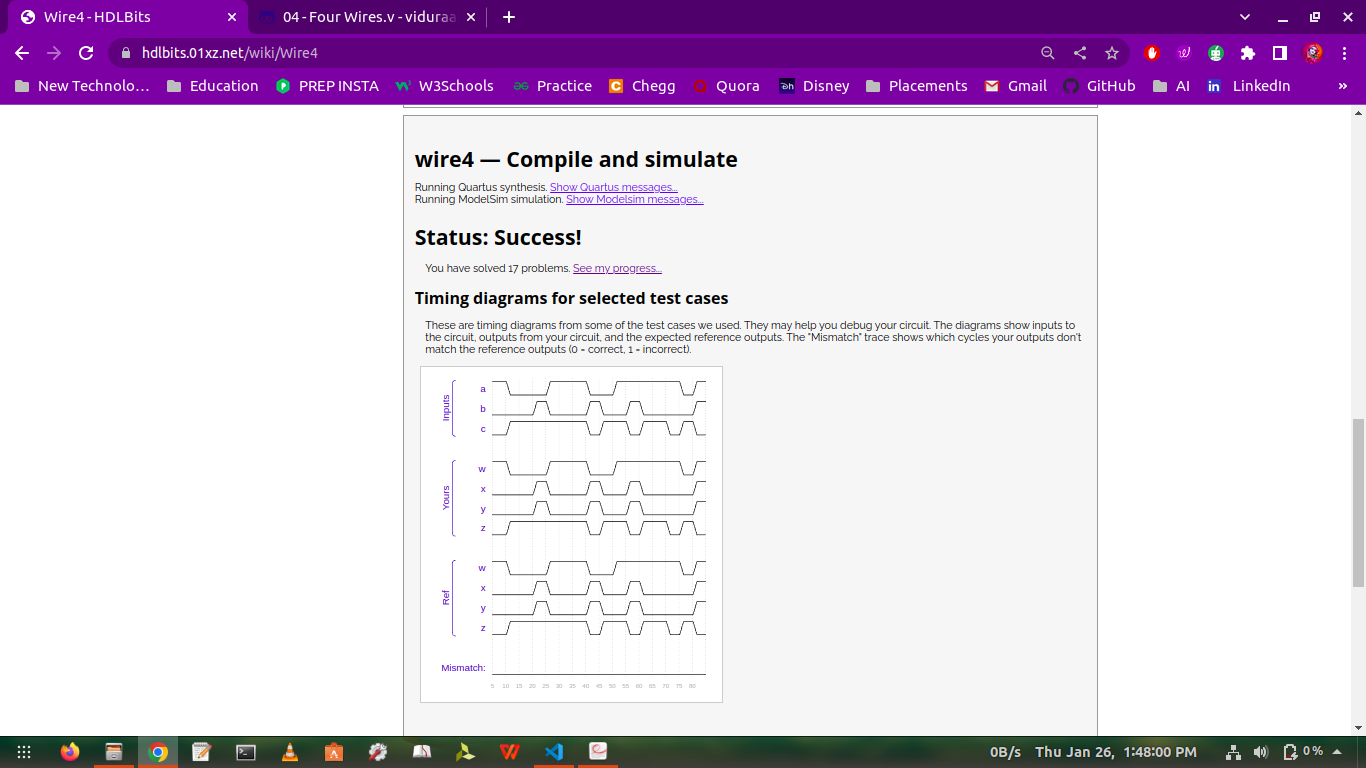 Wire4 - HDLBits
04 - Four Wires.v - viduraa
hdlbits.01xz.net/wiki/Wire4
New Technolo…
Education
PREP INSTA
W3Schools
Practice
Chegg
Quora
Disney
Placements
Gmail
GitHub
AI
LinkedIn
»
wire4 — Compile and simulate
Running Quartus synthesis. Show Quartus messages...
Running ModelSim simulation. Show Modelsim messages...
Status: Success!
You have solved 17 problems. See my progress...
Timing diagrams for selected test cases
These are timing diagrams from some of the test cases we used. They may help you debug your circuit. The diagrams show inputs to
the circuit, outputs from your circuit, and the expected reference outputs. The "Mismatch" trace shows which cycles your outputs don't
match the reference outputs (0 = correct, 1 = incorrect).
Inputs
a
b
c
Yours
w
x
y
z
Ref
w
x
y
z
Mismatch:
5 10 15 20 25 30 35 40 45 50 55 60 65 70 75 80
0B/s Thu Jan 26, 1:48:00 PM 0%